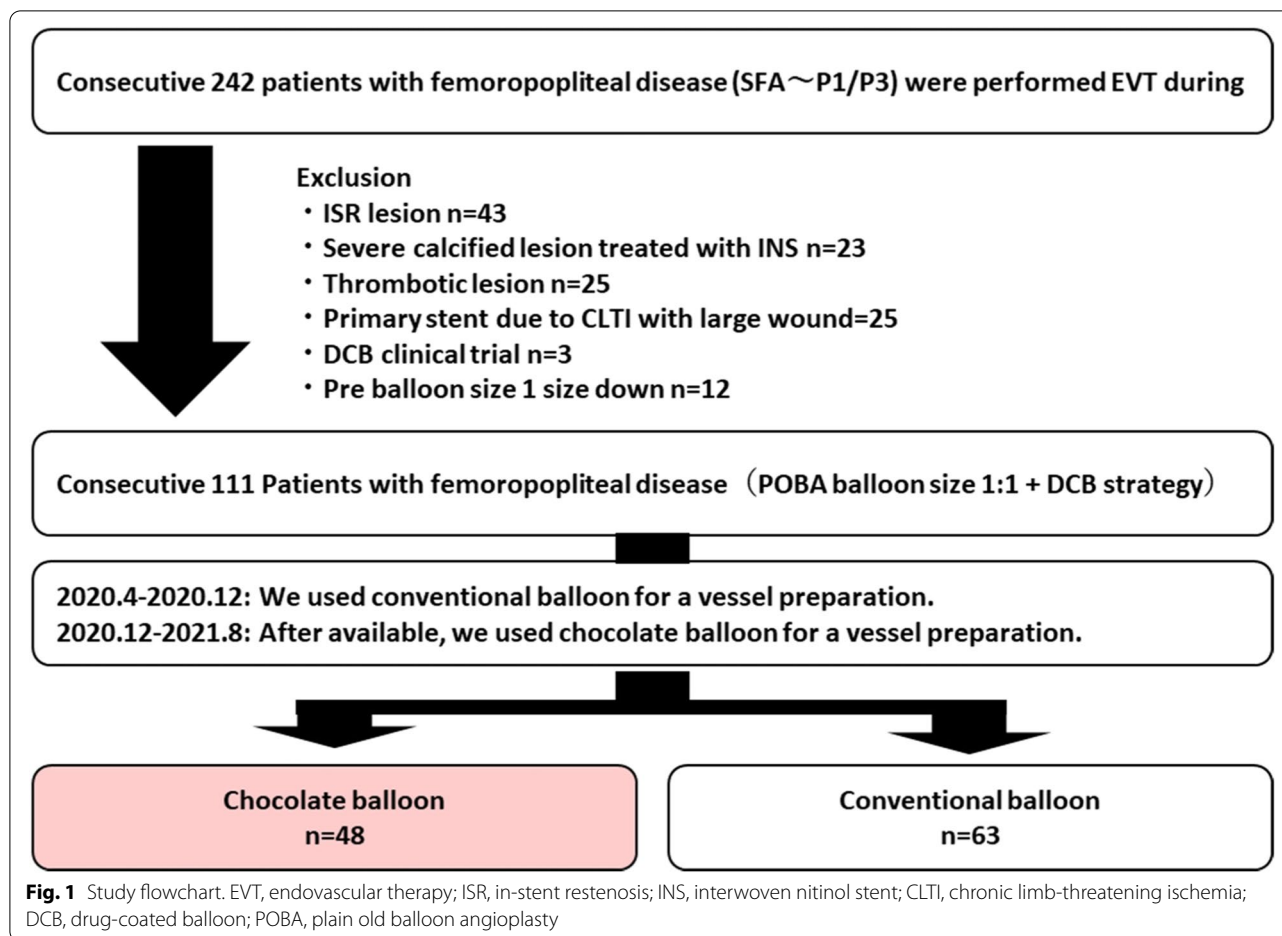 Consecutive 242 patients with femoropopliteal disease (SFA～P1/P3) were performed EVT during
Exclusion
・ISR lesion n=43
・Severe calcified lesion treated with INS n=23
・Thrombotic lesion n=25
・Primary stent due to CLTI with large wound=25
・DCB clinical trial n=3
・Pre balloon size 1 size down n=12
Consecutive 111 Patients with femoropopliteal disease（POBA balloon size 1:1 + DCB strategy）
2020.4-2020.12: We used conventional balloon for a vessel preparation.
2020.12-2021.8: After available, we used chocolate balloon for a vessel preparation.
Chocolate balloon
n=48
Conventional balloon
n=63
Fig. 1 Study flowchart. EVT, endovascular therapy; ISR, in-stent restenosis; INS, interwoven nitinol stent; CLTI, chronic limb-threatening ischemia;
DCB, drug-coated balloon; POBA, plain old balloon angioplasty